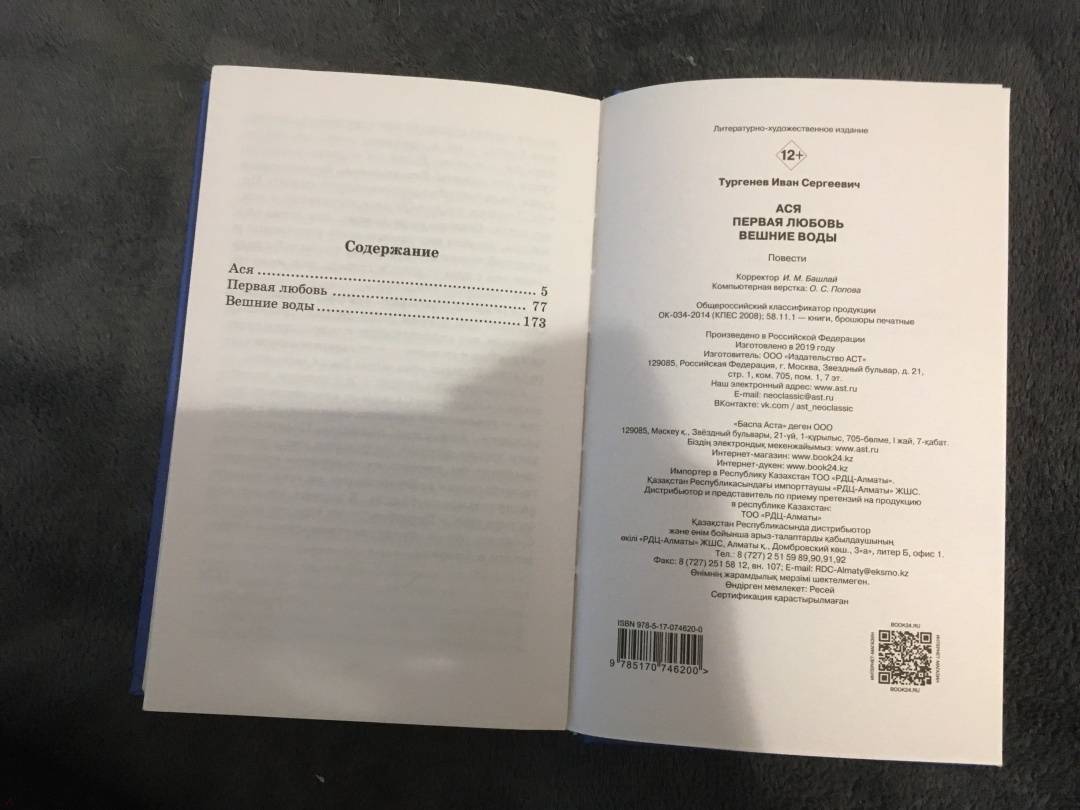 Содержание
Ася ........................................................ 5
Первая любовь ....................................... 77
Вешние воды ......................................... 173
Литературно-художественное издание
12+
Тургенев Иван Сергеевич
АСЯ
ПЕРВАЯ ЛЮБОВЬ
ВЕШНИЕ ВОДЫ
Повести
Корректор И. М. Башлай
Компьютерная верстка: О. С. Попова
Общероссийский классификатор продукции
ОК-034-2014 (КПЕС 2008); 58.11.1 — книги, брошюры печатные
Произведено в Российской Федерации
Изготовлено в 2019 году
Изготовитель: ООО «Издательство АСТ»
129085, Российская Федерация, г. Москва, Звездный бульвар, д. 21,
стр. 1, ком. 705, пом. 1, 7 эт.
Наш электронный адрес: www.ast.ru
E-mail: neoclassic@ast.ru
ВКонтакте: vk.com / ast_neoclassic
«Баспа Аста» деген ООО
129085, Мәскеу қ., Звёздный бульвары, 21-үй, 1-құрылыс, 705-бөлме, I жай, 7-қабат.
Біздің электрондық мекенжайымыз: www.ast.ru
Интернет-магазин: www.book24.kz
Интернет-дүкен: www.book24.kz
Импортер в Республику Казахстан ТОО «РДЦ-Алматы».
Қазақстан Республикасындағы импорттаушы «РДЦ-Алматы» ЖШС.
Дистрибьютор и представитель по приему претензий на продукцию
в республике Казахстан:
ТОО «РДЦ-Алматы»
Қазақстан Республикасында дистрибьютор
және өнім бойынша арыз-талаптарды қабылдаушының
өкілі «РДЦ-Алматы» ЖШС, Алматы қ., Домбровский көш., 3«а», литер Б, офис 1.
Тел.: 8 (727) 2 51 59 89,90,91,92
Факс: 8 (727) 251 58 12, вн. 107; E-mail: RDC-Almaty@eksmo.kz
Өнімнің жарамдылық мерзімі шектелмеген.
Өндірген мемлекет: Ресей
Сертификация қарастырылмаған
ISBN 978-5-17-074620-0
9 785170 746200 >
BOOK24.RU
ИНТЕРНЕТ-МАГАЗИН
ИНТЕРНЕТ-МАГАЗИН
BOOK24.RU